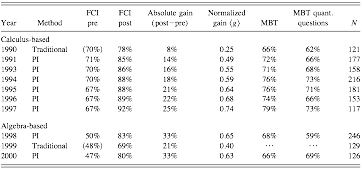 FCI FCI Absolute gain Normalized MBT quant.
Year Method pre post (post−pre) gain ⟨g⟩ MBT questions N
Calculus-based
1990 Traditional (70%) 78% 8% 0.25 66% 62% 121
1991 PI 71% 85% 14% 0.49 72% 66% 177
1993 PI 70% 86% 16% 0.55 71% 68% 158
1994 PI 70% 88% 18% 0.59 76% 73% 216
1995 PI 67% 88% 21% 0.64 76% 71% 181
1996 PI 67% 89% 22% 0.68 74% 66% 153
1997 PI 67% 92% 25% 0.74 79% 73% 117
Algebra-based
1998 PI 50% 83% 33% 0.65 68% 59% 246
1999 Traditional (48%) 69% 21% 0.40 ⋯ ⋯ 129
2000 PI 47% 80% 33% 0.63 66% 69% 126